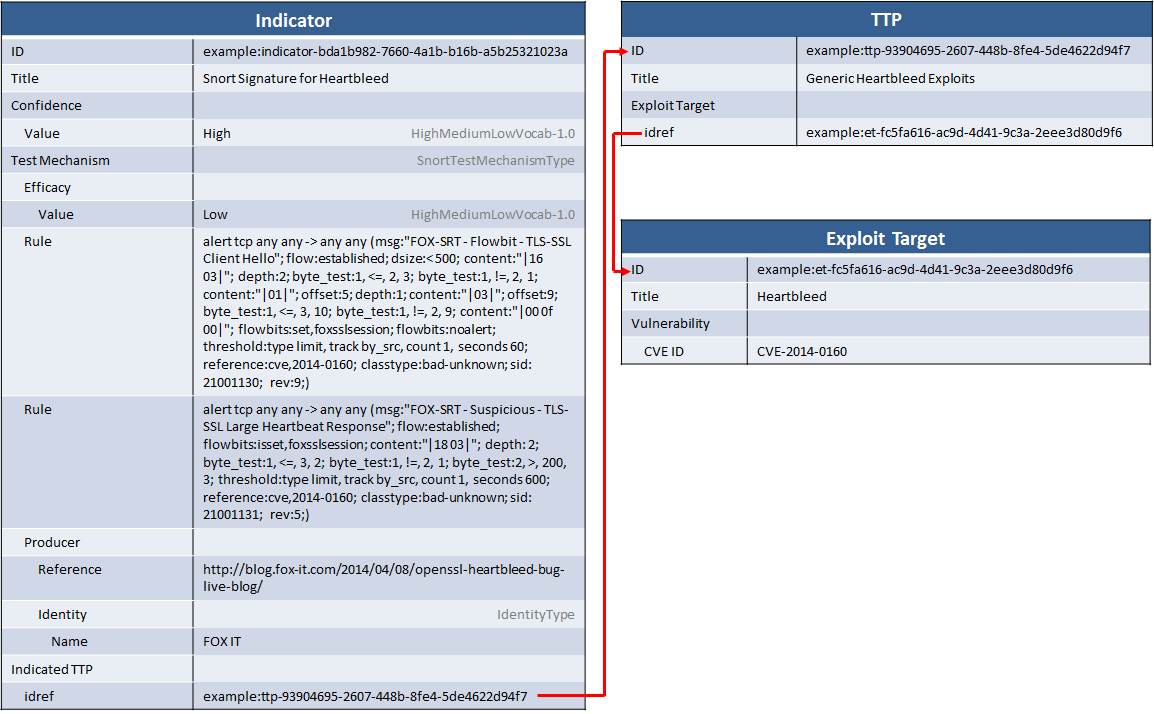 Indicator
ID example:indicator-bda1b982-7660-4a1b-b16b-a5b25321023a
Title Snort Signature for Heartbleed
Confidence
Value High HighMediumLowVocab-1.0
Test Mechanism SnortTestMechanismType
Efficacy
Value Low HighMediumLowVocab-1.0
Rule alert tcp any any -> any any (msg:"FOX-SRT - Flowbit - TLS-SSL
Client Hello"; flow:established; dsize:< 500; content:"|16
03|"; depth:2; byte_test:1, <=, 2, 3; byte_test:1, !=, 2, 1;
content:"|01|"; offset:5; depth:1; content:"|03|"; offset:9;
byte_test:1, <=, 3, 10; byte_test:1, !=, 2, 9; content:"|00 0f
00|"; flowbits:set,foxsslsession; flowbits:noalert;
threshold:type limit, track by_src, count 1, seconds 60;
reference:cve,2014-0160; classtype:bad-unknown; sid:
21001130; rev:9;)
Rule alert tcp any any -> any any (msg:"FOX-SRT - Suspicious - TLS-
SSL Large Heartbeat Response"; flow:established;
flowbits:isset,foxsslsession; content:"|18 03|"; depth: 2;
byte_test:1, <=, 3, 2; byte_test:1, !=, 2, 1; byte_test:2, >, 200,
3; threshold:type limit, track by_src, count 1, seconds 600;
reference:cve,2014-0160; classtype:bad-unknown; sid:
21001131; rev:5;)
Producer
Reference http://blog.fox-it.com/2014/04/08/openssl-heartbleed-bug-
live-blog/
Identity IdentityType
Name FOX IT
Indicated TTP
idref example:ttp-93904695-2607-448b-8fe4-5de4622d94f7
TTP
ID example:ttp-93904695-2607-448b-8fe4-5de4622d94f7
Title Generic Heartbleed Exploits
Exploit Target
idref example:et-fc5fa616-ac9d-4d41-9c3a-2eee3d80d9f6
Exploit Target
ID example:et-fc5fa616-ac9d-4d41-9c3a-2eee3d80d9f6
Title Heartbleed
Vulnerability
CVE ID CVE-2014-0160